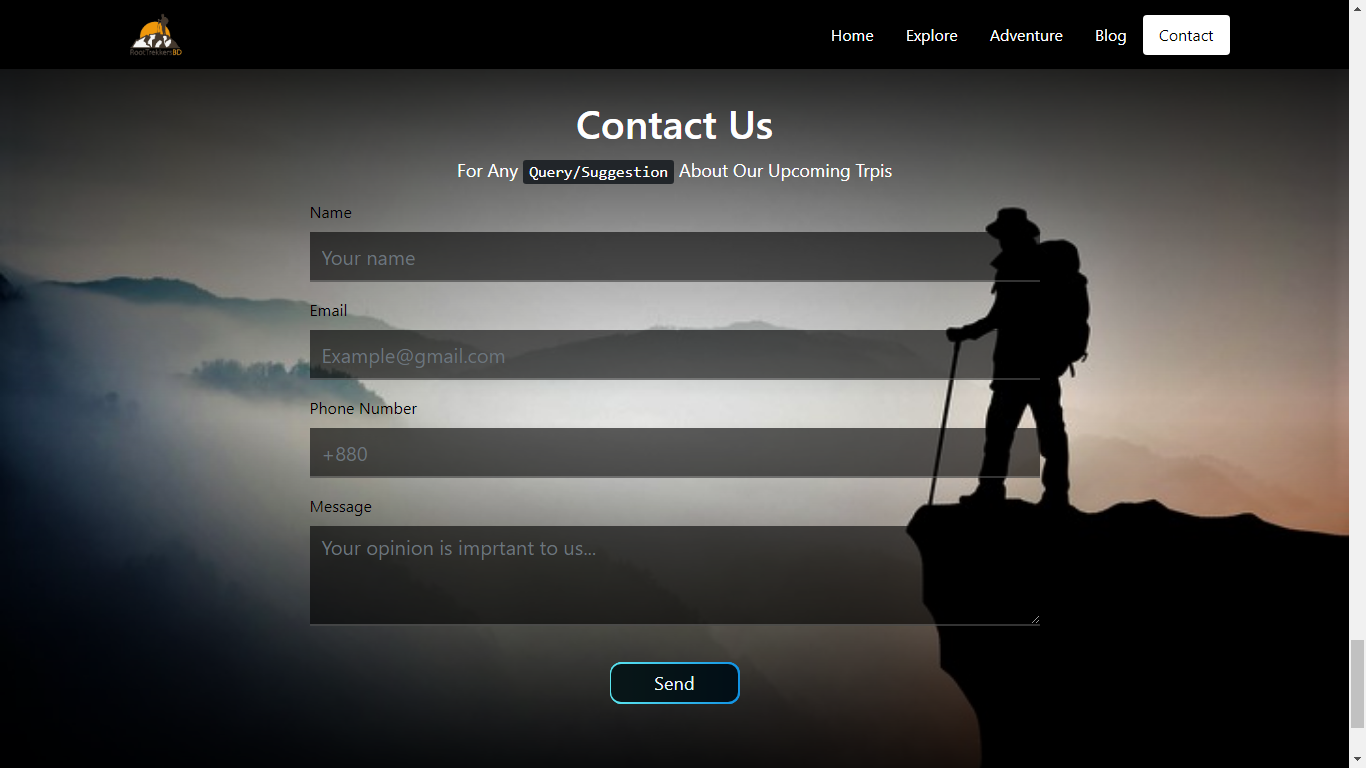 RootTrekkersBD
Home Explore Adventure Blog Contact
Contact Us
For Any Query/Suggestion About Our Upcoming Trpis
Name
Your name
Email
Example@gmail.com
Phone Number
+880
Message
Your opinion is imprtant to us...
Send